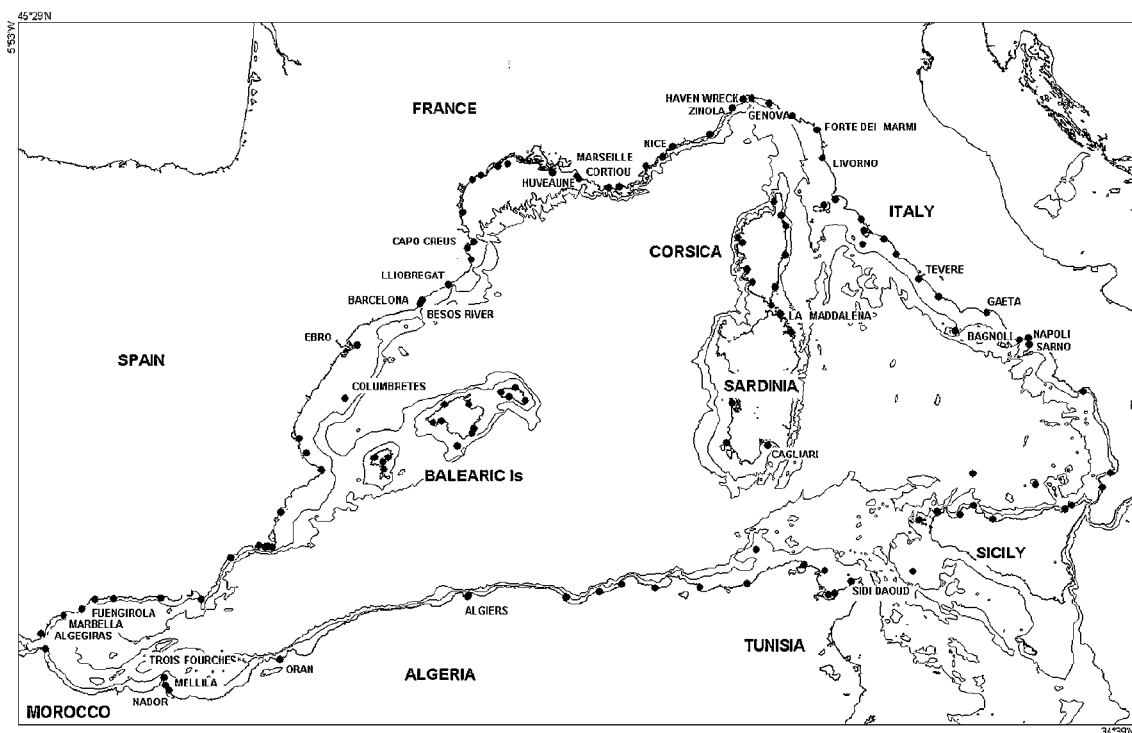 45°29'N
5°53'W
FRANCE
HAVEN WRECK
ZINOLA
GENOVA
FORTE DEI MARMI
NICE
MARSEILLE
CORTIOU
HUVEAUNE
LIVORNO
ITALY
CAPO CREUS
CORSICA
LLIOBREGAT
TEVERE
BARCELONA
BESOS RIVER
GAETA
LA MADDALENA
EBRO
BAGNOLI
NAPOLI
SARNO
SPAIN
COLUMBRETES
SARDINIA
CAGLIARI
BALEARIC Is
SICILY
FUENGIROLA
MARBELLA
ALGEGIRAS
ALGIERS
SIDI DAOUD
TROIS FOURCHES
ORAN
ALGERIA
TUNISIA
MELLILA
NADOR
MOROCCO